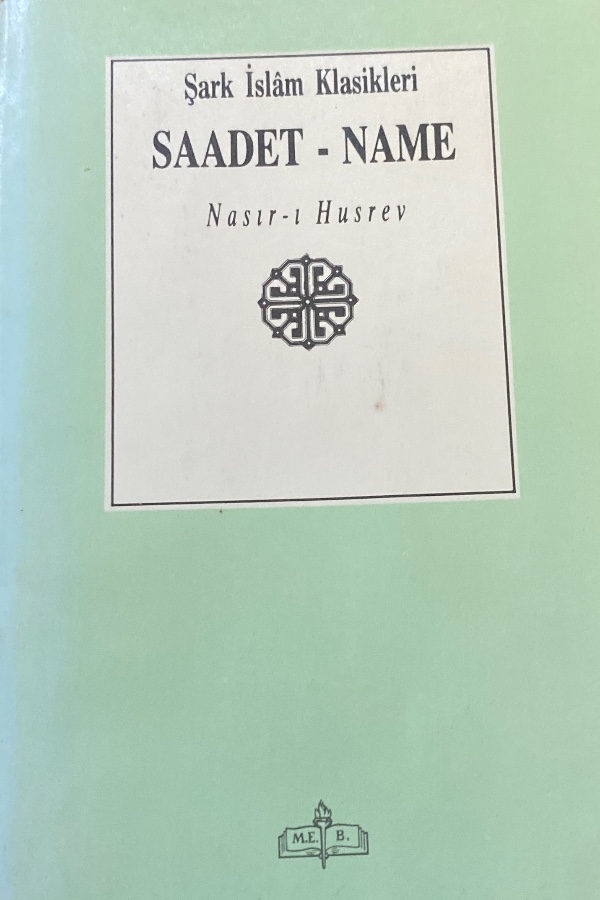 Şark İslâm Klasikleri
SAADET - NAME
Nasır-ı Husrev
M.E. B.